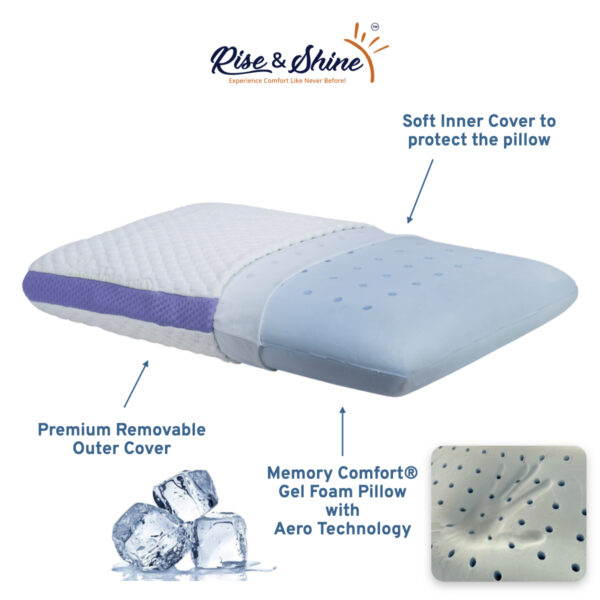 Rise & Shine
TM
Experience Comfort Like Never Before!
Soft Inner Cover to
protect the pillow
Premium Removable
Outer Cover
Memory Comfort®
Gel Foam Pillow
with
Aero Technology